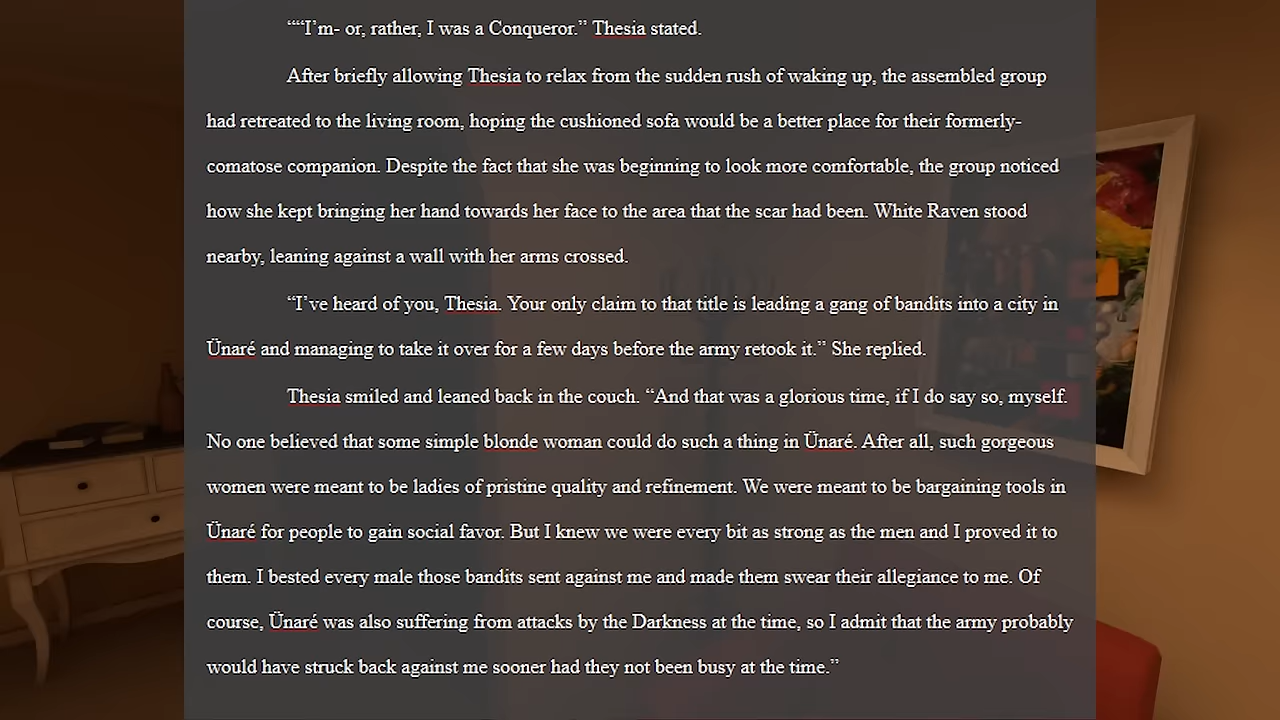 ““I’m- or, rather, I was a Conqueror.” Thesia stated.
After briefly allowing Thesia to relax from the sudden rush of waking up, the assembled group
had retreated to the living room, hoping the cushioned sofa would be a better place for their formerly-
comatose companion. Despite the fact that she was beginning to look more comfortable, the group noticed
how she kept bringing her hand towards her face to the area that the scar had been. White Raven stood
nearby, leaning against a wall with her arms crossed.
“I’ve heard of you, Thesia. Your only claim to that title is leading a gang of bandits into a city in
Ünaré and managing to take it over for a few days before the army retook it.” She replied.
Thesia smiled and leaned back in the couch. “And that was a glorious time, if I do say so, myself.
No one believed that some simple blonde woman could do such a thing in Ünaré. After all, such gorgeous
women were meant to be ladies of pristine quality and refinement. We were meant to be bargaining tools in
Ünaré for people to gain social favor. But I knew we were every bit as strong as the men and I proved it to
them. I bested every male those bandits sent against me and made them swear their allegiance to me. Of
course, Ünaré was also suffering from attacks by the Darkness at the time, so I admit that the army probably
would have struck back against me sooner had they not been busy at the time.”